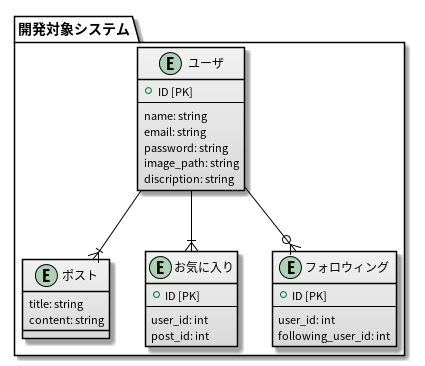 開発対象システム
E ユーザ
ID [PK]
name: string
email: string
password: string
image_path: string
discription: string
E ポスト
title: string
content: string
E お気に入り
ID [PK]
user_id: int
post_id: int
E フォロウィング
ID [PK]
user_id: int
following_user_id: int